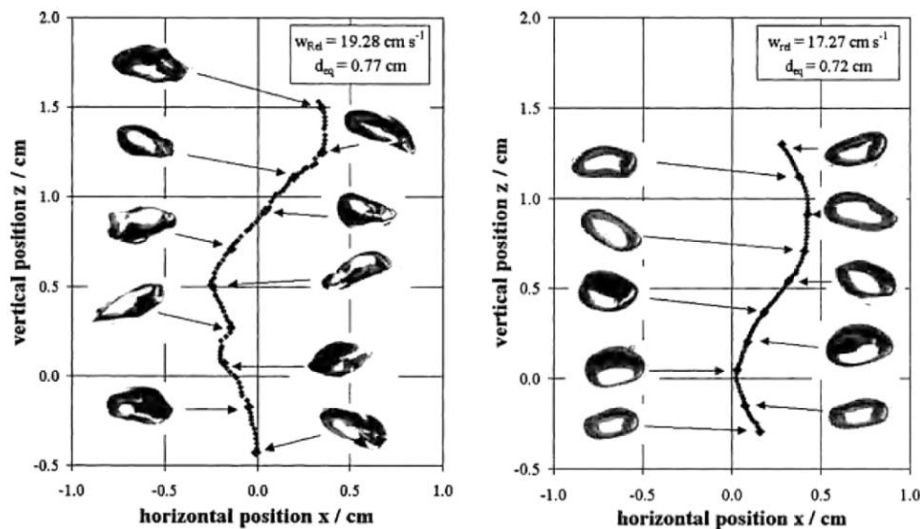 2.0
w_Rel = 19.28 cm s⁻¹
d_eq = 0.77 cm
1.5
1.0
0.5
0.0
-0.5
-1.0 -0.5 0.0 0.5 1.0
vertical position z / cm
horizontal position x / cm
2.0
w_rel = 17.27 cm s⁻¹
d_eq = 0.72 cm
1.5
1.0
0.5
0.0
-0.5
-1.0 -0.5 0.0 0.5 1.0
vertical position z / cm
horizontal position x / cm